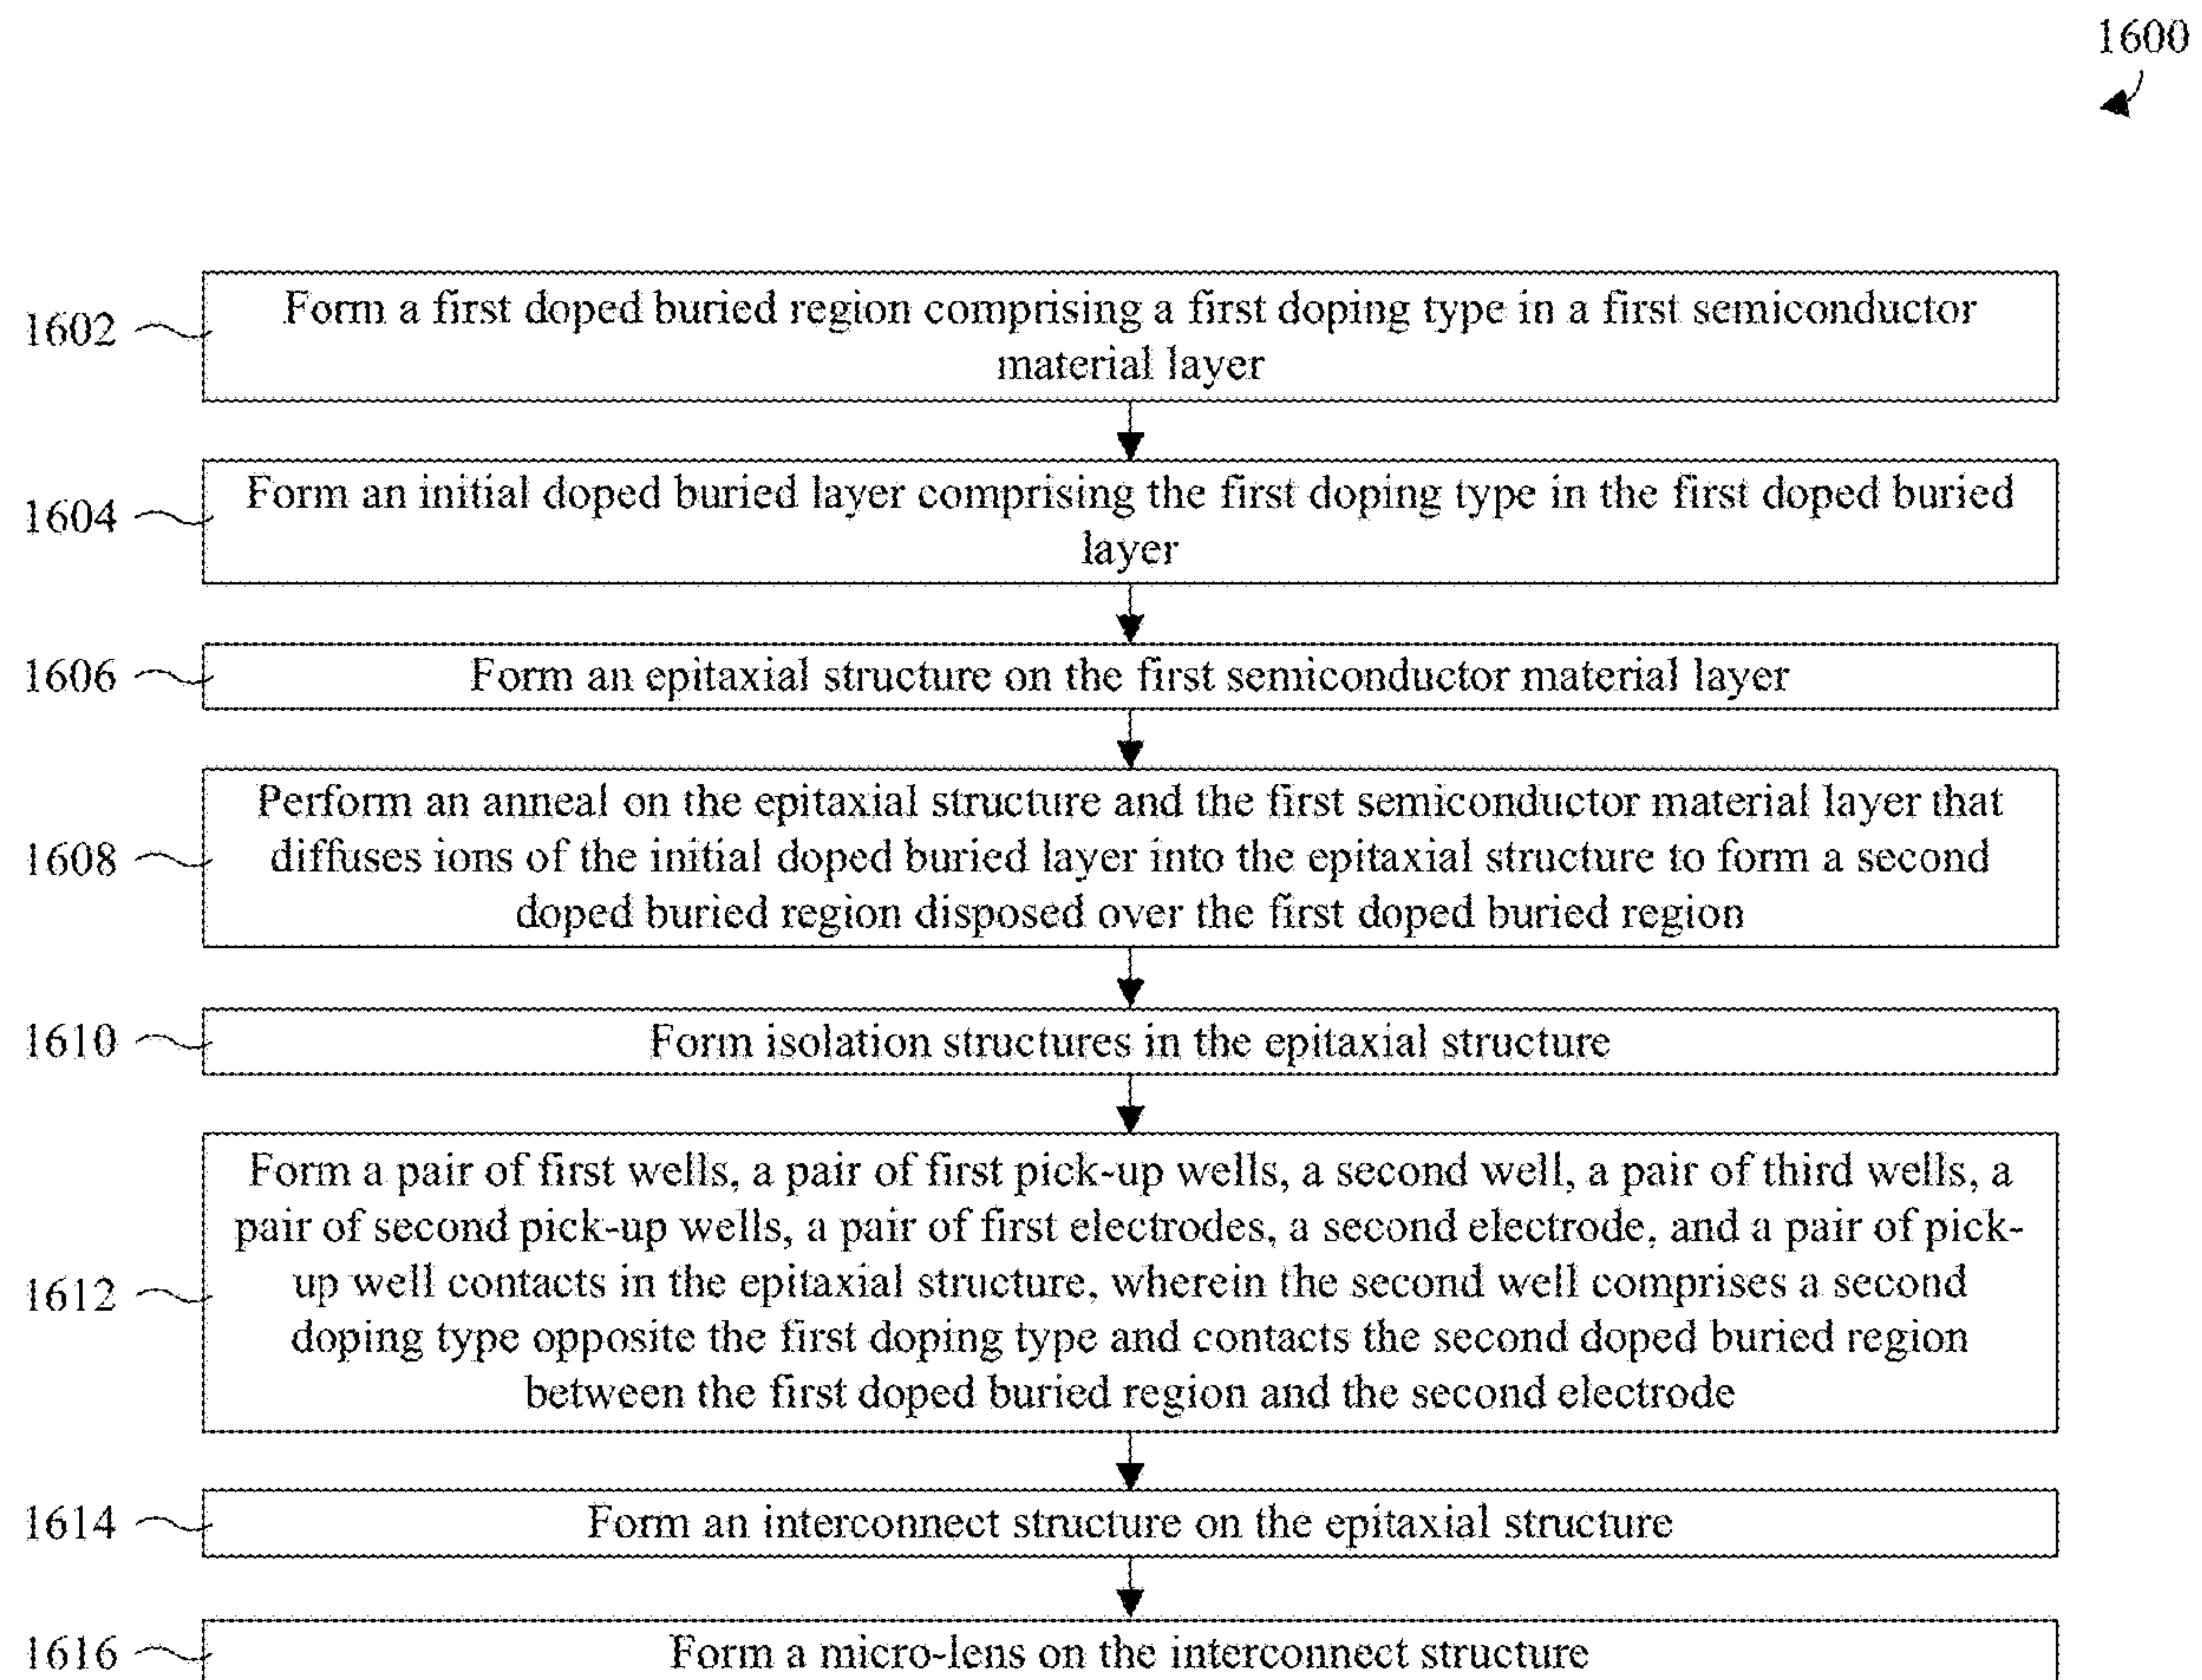 1600
1602
Form a first doped buried region comprising a first doping type in a first semiconductor
material layer
1604
Form an initial doped buried layer comprising the first doping type in the first doped buried
layer
1606
Form an epitaxial structure on the first semiconductor material layer
1608
Perform an anneal on the epitaxial structure and the first semiconductor material layer that
diffuses ions of the initial doped buried layer into the epitaxial structure to form a second
doped buried region disposed over the first doped buried region
1610
Form isolation structures in the epitaxial structure
1612
Form a pair of first wells, a pair of first pick-up wells, a second well, a pair of third wells, a
pair of second pick-up wells, a pair of first electrodes, a second electrode, and a pair of pick-
up well contacts in the epitaxial structure, wherein the second well comprises a second
doping type opposite the first doping type and contacts the second doped buried region
between the first doped buried region and the second electrode
1614
Form an interconnect structure on the epitaxial structure
1616
Form a micro-lens on the interconnect structure